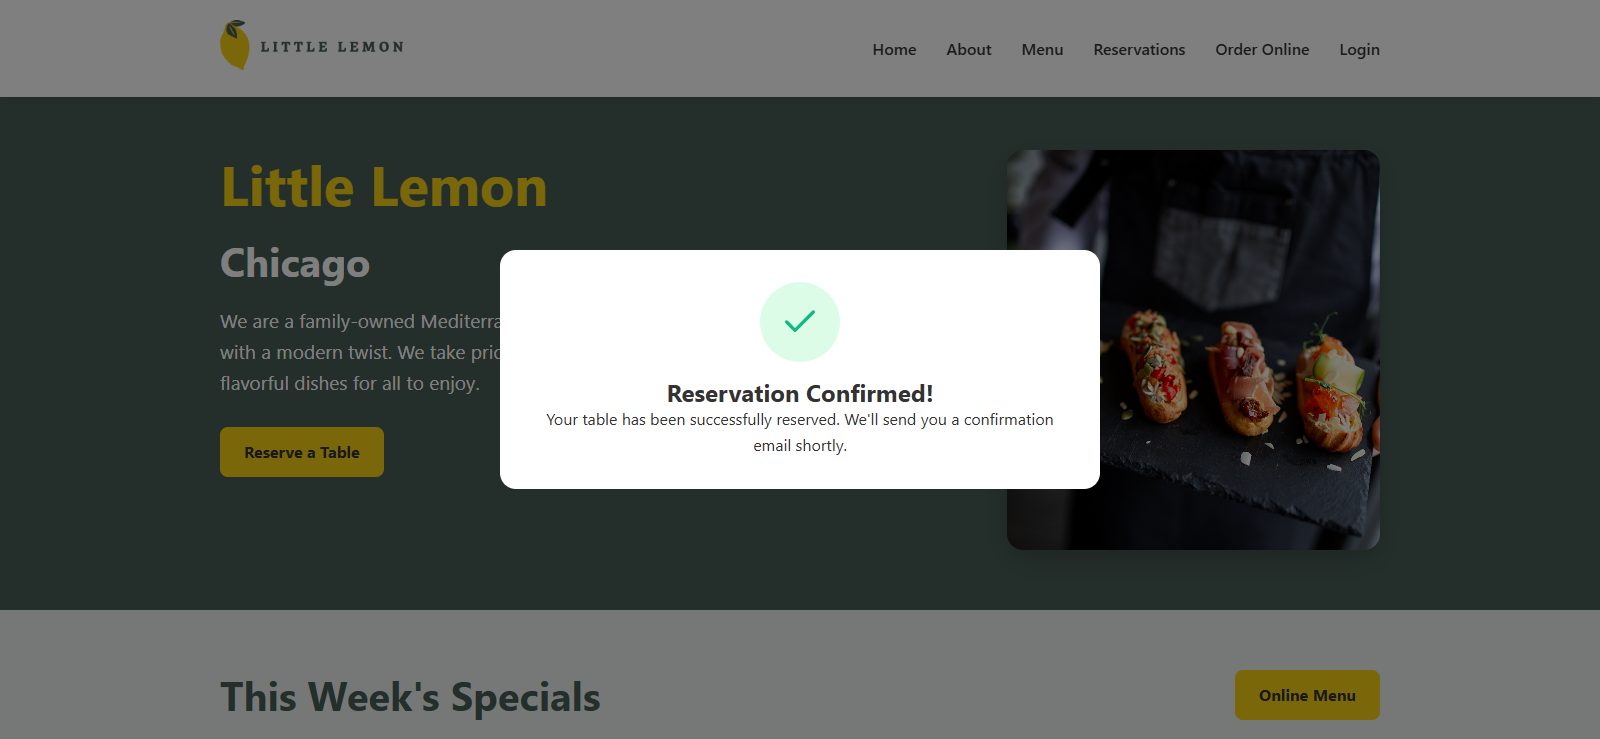 LITTLE LEMON
Home About Menu Reservations Order Online Login
Little Lemon
Chicago
We are a family-owned
with a modern twist. We take
flavorful dishes for all to enjoy.
Reserve a Table
Reservation Confirmed!
Your table has been successfully reserved. We'll send you a confirmation
email shortly.
This Week's Specials
Online Menu